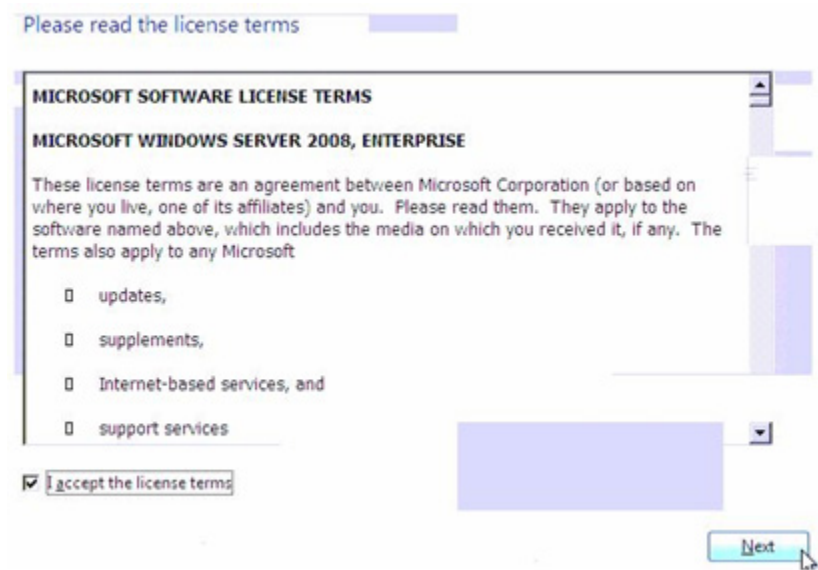 Please read the license terms
MICROSOFT SOFTWARE LICENSE TERMS
MICROSOFT WINDOWS SERVER 2008, ENTERPRISE
These license terms are an agreement between Microsoft Corporation (or based on
where you live, one of its affiliates) and you.  Please read them.  They apply to the
software named above, which includes the media on which you received it, if any.  The
terms also apply to any Microsoft
updates,
supplements,
Internet-based services, and
support services
I accept the license terms
Next